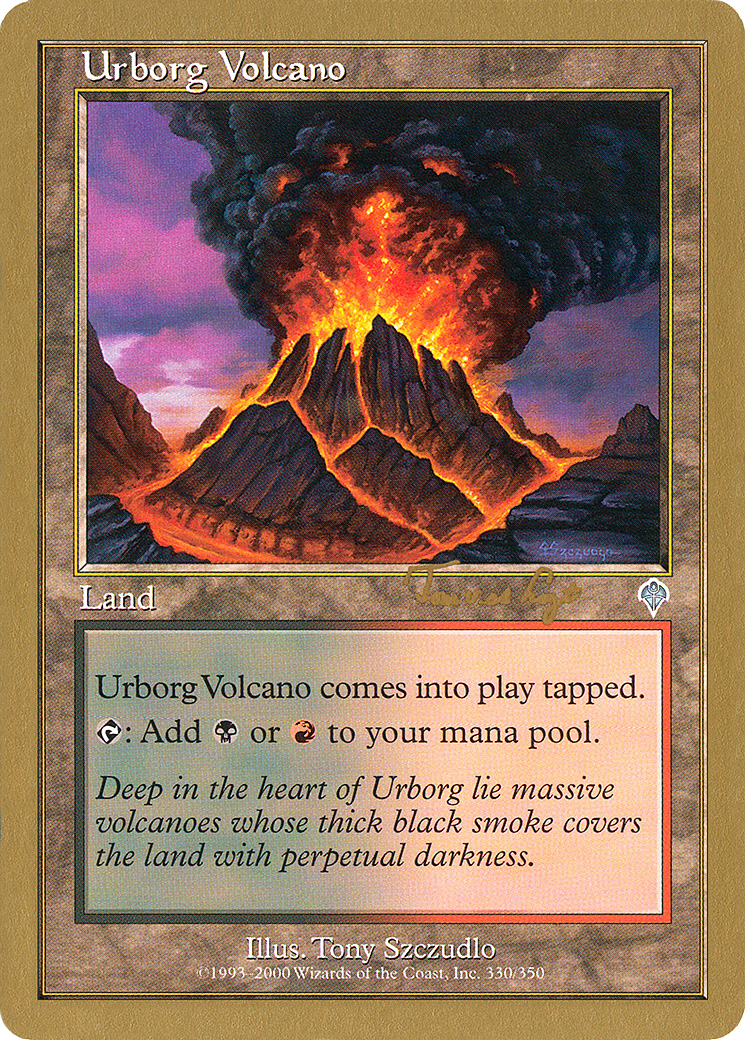 Urborg Volcano
Land
Urborg Volcano comes into play tapped.
: Add or to your mana pool.
Deep in the heart of Urborg lie massive
volcanoes whose thick black smoke covers
the land with perpetual darkness.
Illus. Tony Szczudlo
©1993–2000 Wizards of the Coast, Inc. 330/350